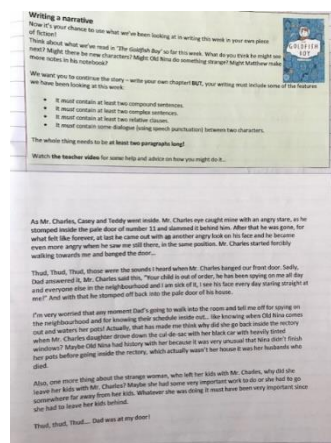 Writing a narrative
Now it's your chance to use what we've been looking at in writing this week in your own piece
of fiction!
Think about what we've read in 'The Goldfish Boy' so far this week. What do you think he might see
next? Might there be new characters? Might Old Nina do something strange? Might Matthew make
more notes in his notebook?
GOLDFISH
BOY
We want you to continue the story – write your own chapter! BUT, your writing must include some of the features
we have been looking at this week:
• It must contain at least two compound sentences.
• It must contain at least two complex sentences.
• It must contain at least two relative clauses.
• It must contain some dialogue (using speech punctuation) between two characters.
The whole thing needs to be at least two paragraphs long!
Watch the teacher video for some help and advice on how you might do it...
As Mr. Charles, Casey and Teddy went inside. Mr. Charles eye caught mine with an angry stare, as he
stomped inside the pale door of number 11 and slammed it behind him. After that he was gone, for
what felt like forever, at last he came out with an another angry look on his face and he became
even more angry when he saw me still there, in the same position. Mr. Charles started forcibly
walking towards me and banged the door...
Thud, Thud, Thud, those were the sounds I heard when Mr. Charles banged our front door. Sadly,
Dad answered it, Mr. Charles said this, "Your child is out of order, he has been spying on me all day
and everyone else in the neighbourhood and I am sick of it, I see his face every day staring straight at
me!" And with that he stomped off back into the pale door of his house.
I'm very worried that any moment Dad's going to walk into the room and tell me off for spying on
the neighbourhood and for knowing their schedule inside out... like knowing when Old Nina comes
out and waters her pots! Actually, that has made me think why did she go back inside the rectory
when Mr. Charles daughter drove down the cul-de-sac with her black car with heavily tinted
windows? Maybe Old Nina had history with her because it was very unusual that Nina didn't finish
her pots before going inside the rectory, which actually wasn't her house it was her husbands who
died.
Also, one more thing about the strange woman, who left her kids with Mr. Charles, why did she
leave her kids with Mr. Charles? Maybe she had some very important work to do or she had to go
somewhere far away from her kids. Whatever she was doing it must have been very important since
she had to leave her kids behind.
Thud, thud, Thud.... Dad was at my door!